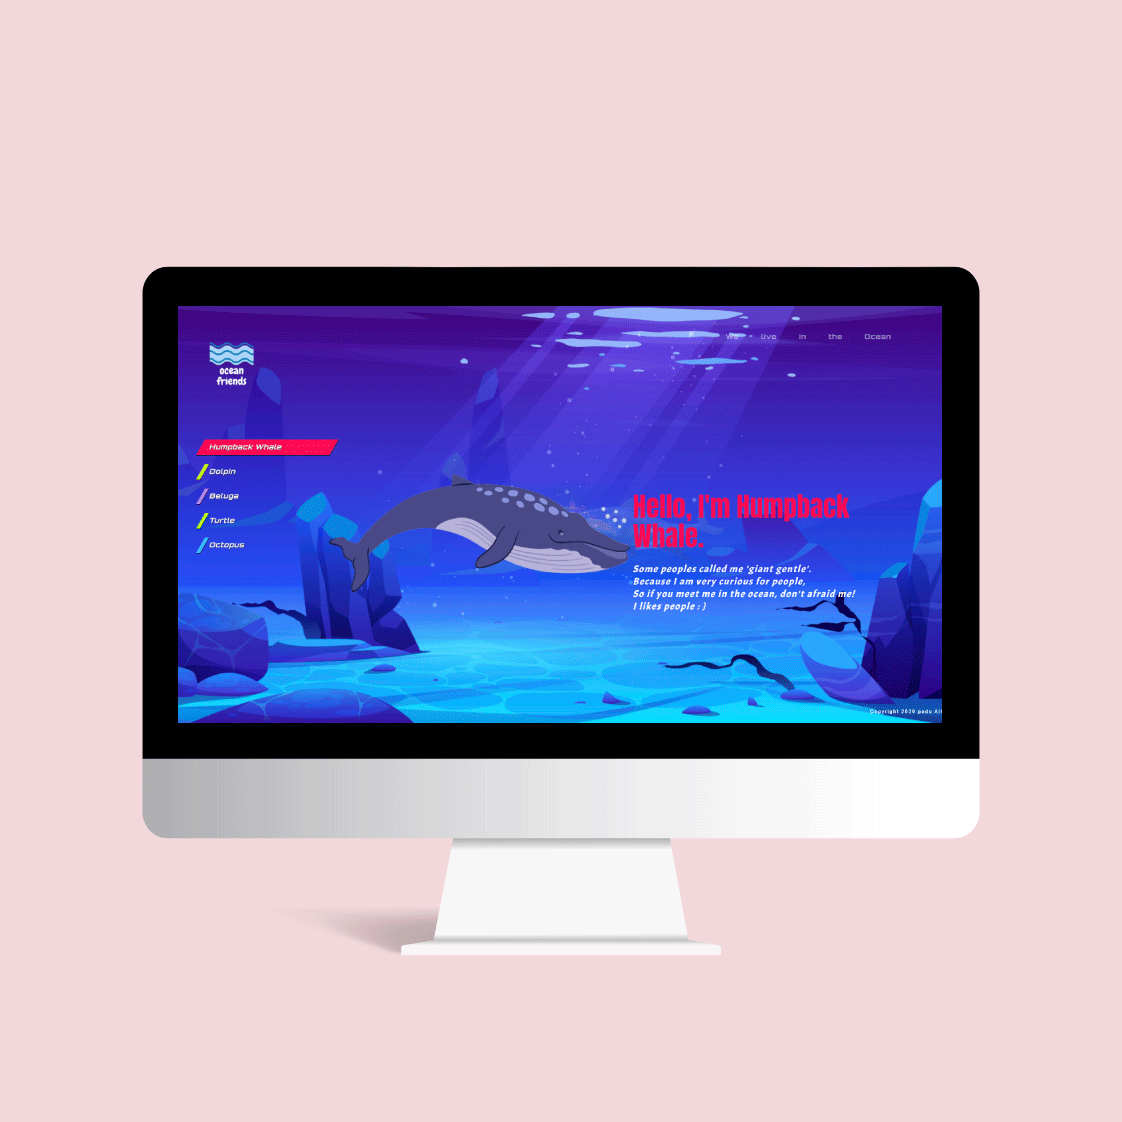 We live in the Ocean
ocean
friends
Humpback Whale
Dolpin
Beluga
Turtle
Octopus
Hello, I'm Humpback
Whale.
Some peoples called me 'giant gentle'.
Because I am very curious for people,
So if you meet me in the ocean, don't afraid me!
I likes people : )
Copyright 2020 pado